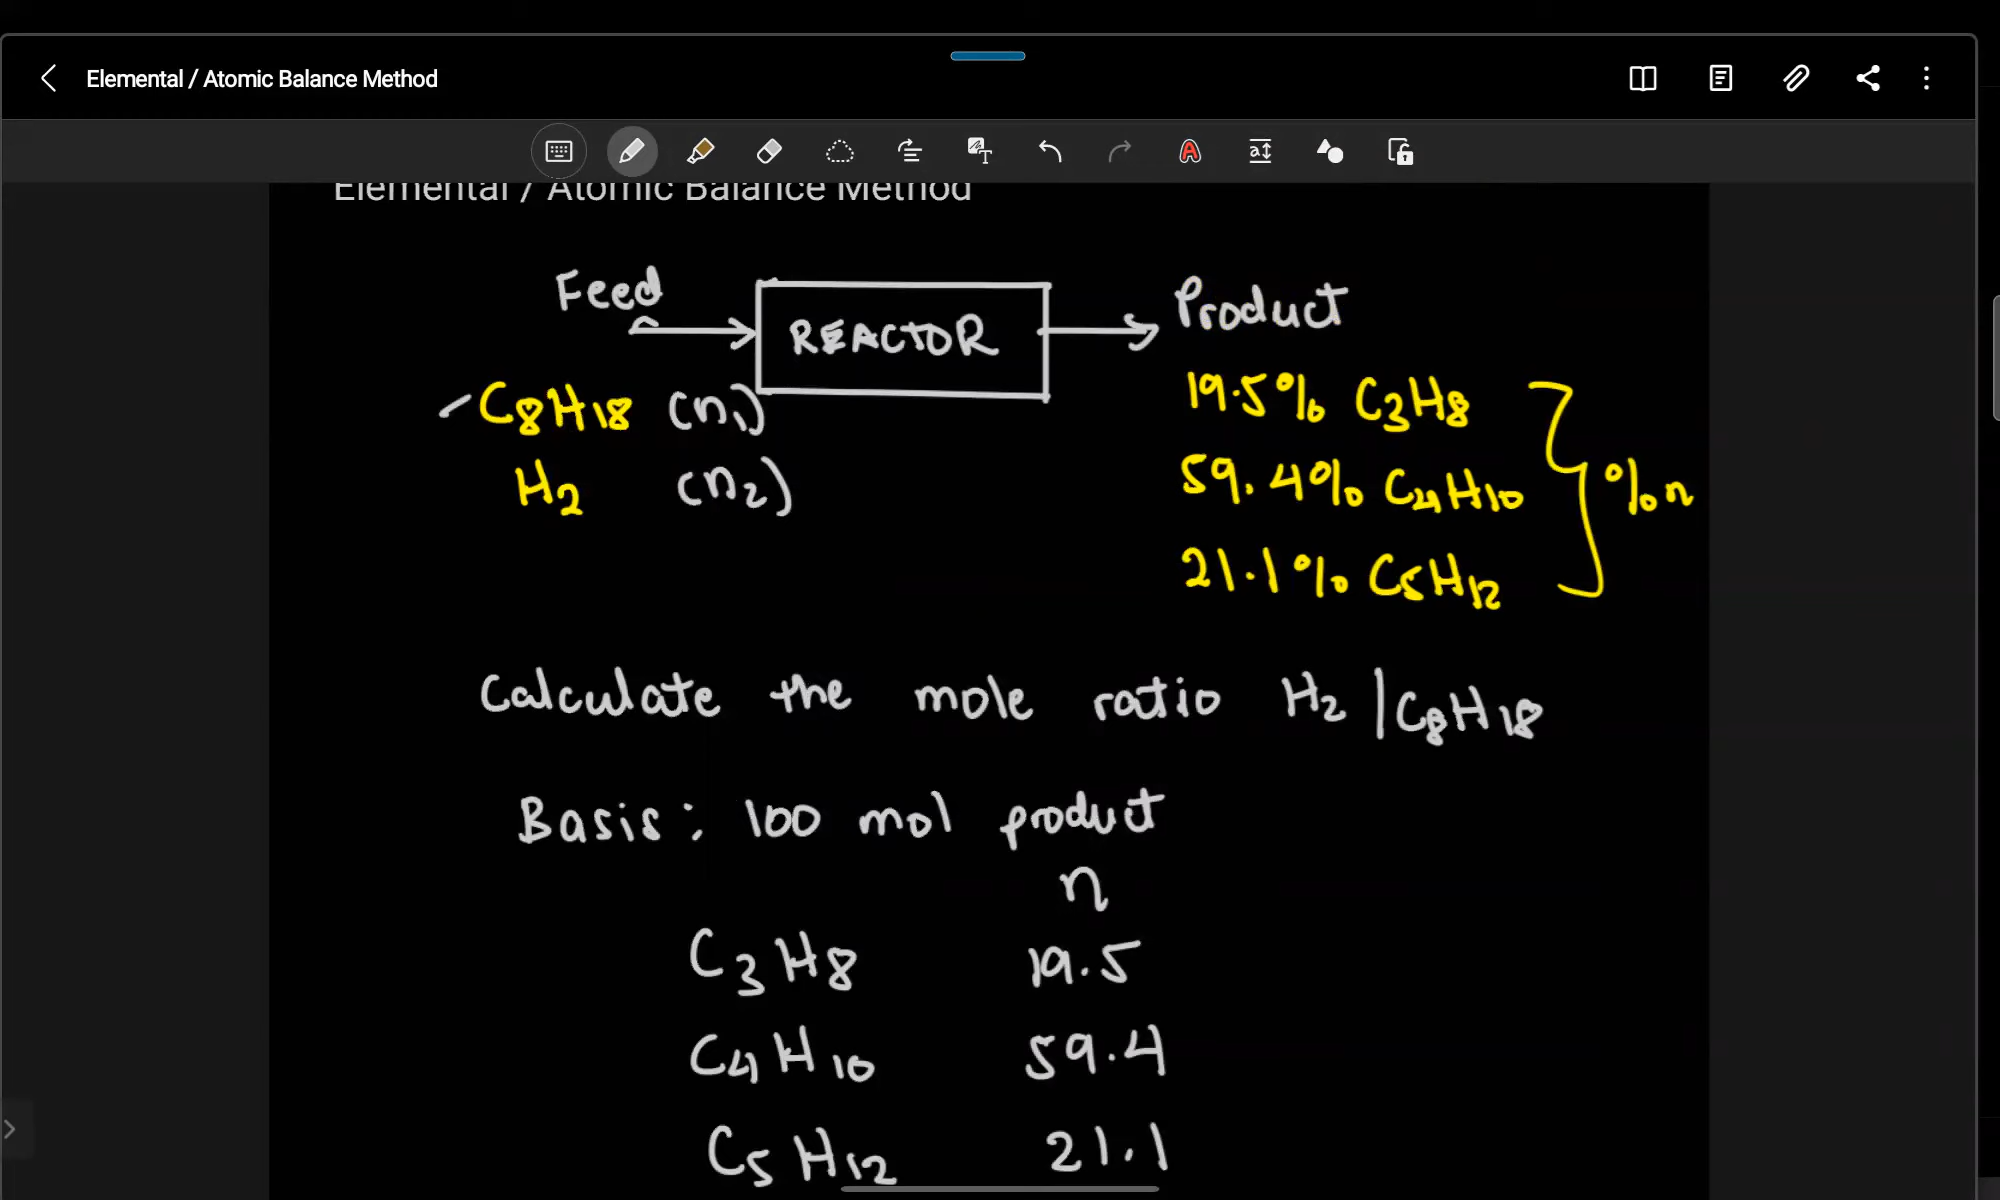 Elemental / Atomic Balance Method
Elemental / Atomic Balance Method
Feed
REACTOR
Product
C8H18 (n1)
H2 (n2)
19.5% C3H8
59.4% C4H10
21.1% C5H12
%n
Calculate the mole ratio H2 | C8H18
Basis: 100 mol product
n
C3H8 19.5
C4H10 59.4
C5H12 21.1